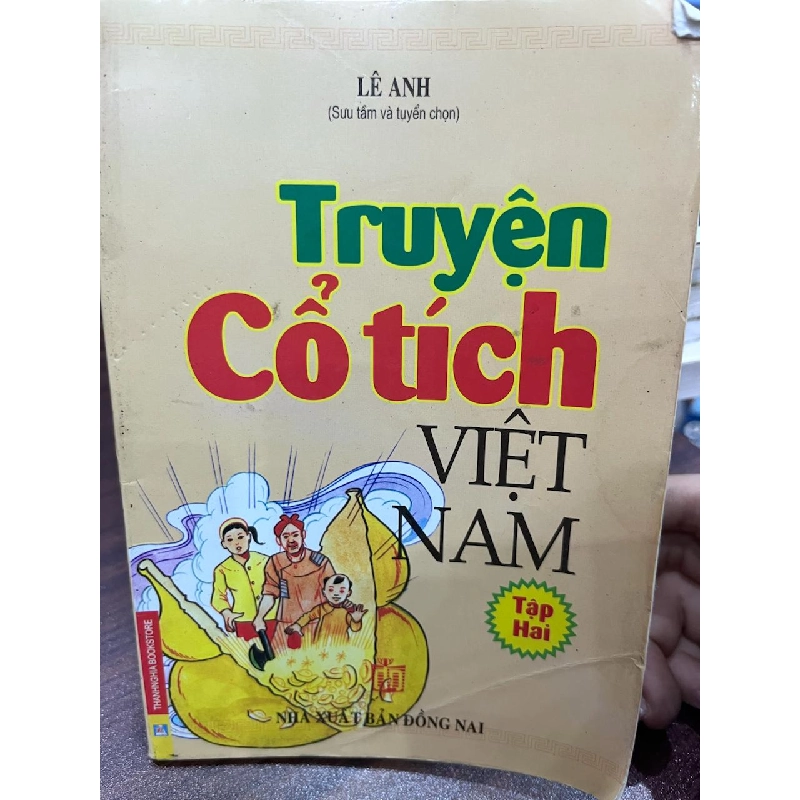 LÊ ANH
(Sưu tầm và tuyển chọn)
Truyện
Cổ tích
VIỆT
NAM
Tập
Hai
THANHNGHIA BOOKSTORE
NHÀ XUẤT BẢN ĐỒNG NAI